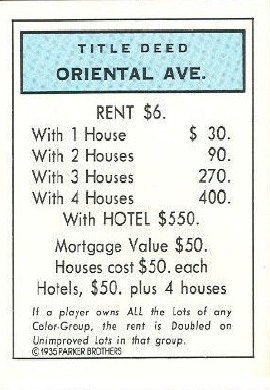 TITLE DEED
ORIENTAL AVE.
RENT $6.
With 1 House $ 30.
With 2 Houses 90.
With 3 Houses 270.
With 4 Houses 400.
With HOTEL $550.
Mortgage Value $50.
Houses cost $50. each
Hotels, $50. plus 4 houses
If a player owns ALL the Lots of any
Color-Group, the rent is Doubled on
Unimproved Lots in that group.
©1935 PARKER BROTHERS